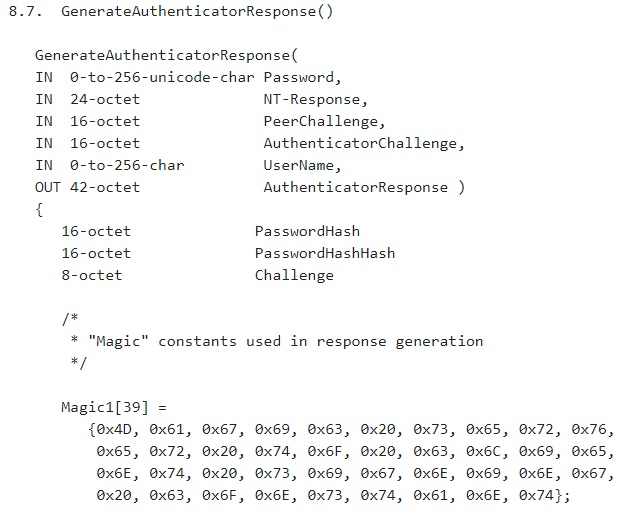 8.7.  GenerateAuthenticatorResponse()

   GenerateAuthenticatorResponse(
   IN  0-to-256-unicode-char Password,
   IN  24-octet              NT-Response,
   IN  16-octet              PeerChallenge,
   IN  16-octet              AuthenticatorChallenge,
   IN  0-to-256-char         UserName,
   OUT 42-octet              AuthenticatorResponse )
   {
      16-octet              PasswordHash
      16-octet              PasswordHashHash
      8-octet               Challenge

      /*
       * "Magic" constants used in response generation
       */

      Magic1[39] =
         {0x4D, 0x61, 0x67, 0x69, 0x63, 0x20, 0x73, 0x65, 0x72, 0x76,
          0x65, 0x72, 0x20, 0x74, 0x6F, 0x20, 0x63, 0x6C, 0x69, 0x65,
          0x6E, 0x74, 0x20, 0x73, 0x69, 0x67, 0x6E, 0x69, 0x6E, 0x67,
          0x20, 0x63, 0x6F, 0x6E, 0x73, 0x74, 0x61, 0x6E, 0x74};